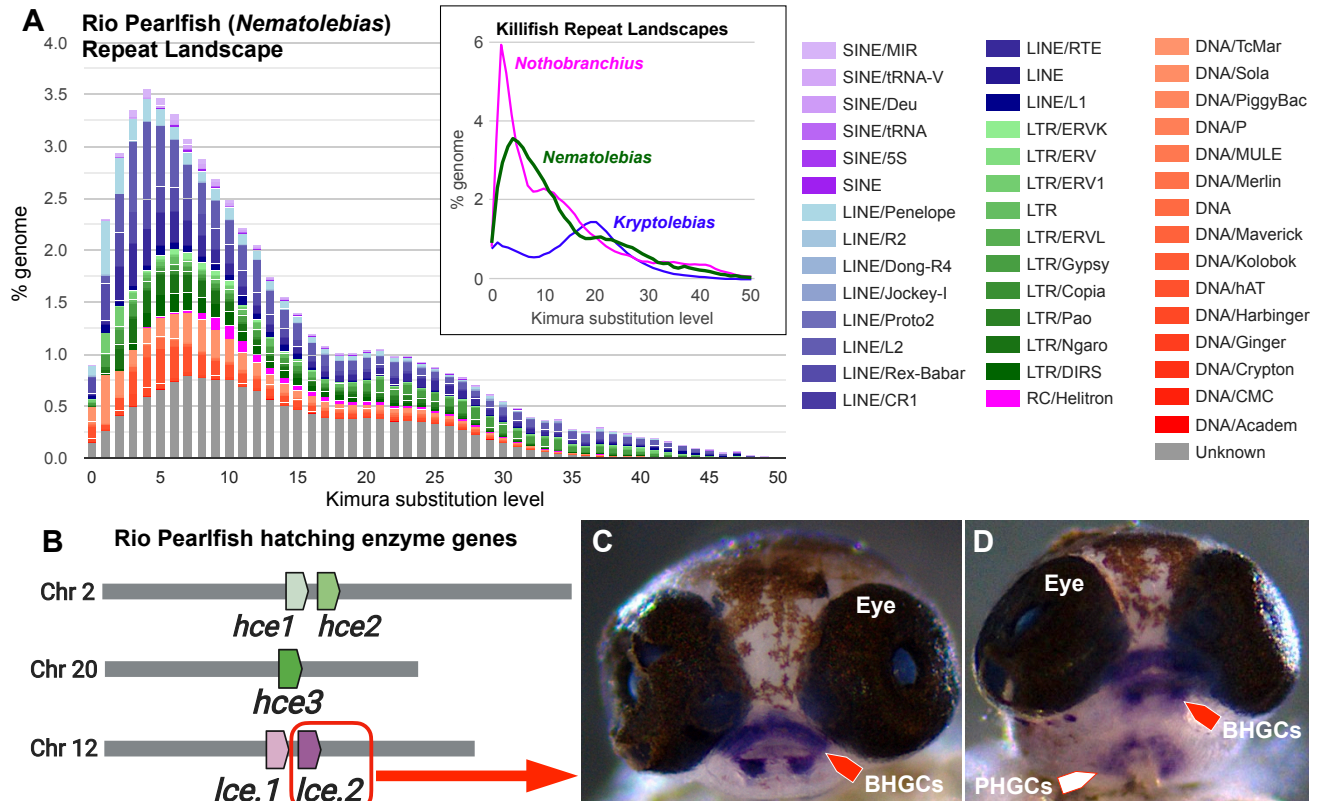 A
Rio Pearlfish (Nematolebias)
Repeat Landscape
4.0
3.5
3.0
2.5
2.0
1.5
1.0
0.5
0.0
% genome
0 5 10 15 20 25 30 35 40 45 50
Kimura substitution level
Killifish Repeat Landscapes
6
4
2
0
% genome
Nothobranchius
Nematolebias
Kryptolebias
0 10 20 30 40 50
Kimura substitution level
SINE/MIR
SINE/tRNA-V
SINE/Deu
SINE/tRNA
SINE/5S
SINE
LINE/Penelope
LINE/R2
LINE/Dong-R4
LINE/Jockey-I
LINE/Proto2
LINE/L2
LINE/Rex-Babar
LINE/CR1
LINE/RTE
LINE
LINE/L1
LTR/ERVK
LTR/ERV
LTR/ERV1
LTR
LTR/ERVL
LTR/Gypsy
LTR/Copia
LTR/Pao
LTR/Ngaro
LTR/DIRS
RC/Helitron
DNA/TcMar
DNA/Sola
DNA/PiggyBac
DNA/P
DNA/MULE
DNA/Merlin
DNA
DNA/Maverick
DNA/Kolobok
DNA/hAT
DNA/Harbinger
DNA/Ginger
DNA/Crypton
DNA/CMC
DNA/Academ
Unknown
B
Rio Pearlfish hatching enzyme genes
Chr 2
hce1 hce2
Chr 20
hce3
Chr 12
lce.1 lce.2
C
Eye
BHGCs
D
Eye
BHGCs
PHGCs